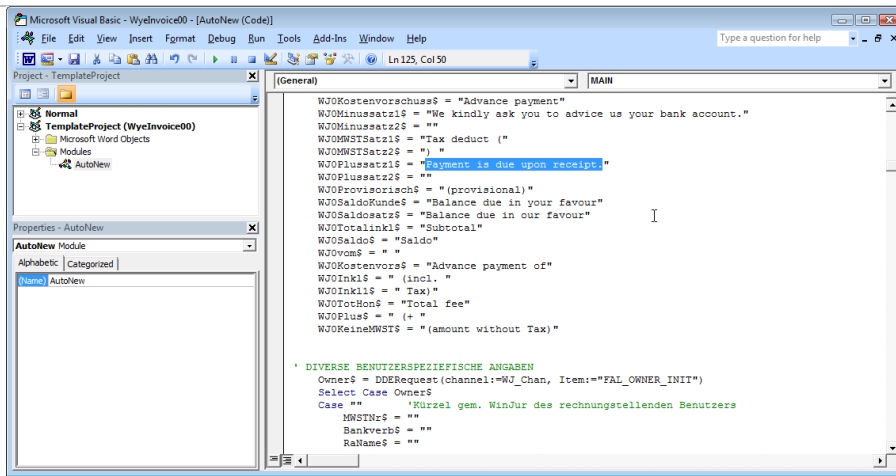 Microsoft Visual Basic - WyeInvoice00 - [AutoNew (Code)]
File Edit View Insert Format Debug Run Tools Add-Ins Window Help
Type a question for help
Ln 125, Col 50
Project - TemplateProject
Normal
TemplateProject (WyeInvoice00)
Microsoft Word Objects
Modules
AutoNew
Properties - AutoNew
AutoNew Module
Alphabetic Categorized
(Name) AutoNew
(General) MAIN
WJ0Kostenvorschuss$ = "Advance payment"
WJ0Minussatz1$ = "We kindly ask you to advice us your bank account."
WJ0Minussatz2$ = ""
WJ0MWSTSatz1$ = "Tax deduct ("
WJ0MWSTSatz2$ = ") "
WJ0Plussatz1$ = "Payment is due upon receipt."
WJ0Plussatz2$ = ""
WJ0Provisorisch$ = "(provisional)"
WJ0SaldoKunde$ = "Balance due in your favour"
WJ0Saldosatz$ = "Balance due in our favour"
WJ0Totalinkl$ = "Subtotal"
WJ0Saldo$ = "Saldo"
WJ0vom$ = " "
WJ0Kostenvors$ = "Advance payment of"
WJ0Inkl$ = " (incl. "
WJ0Inkl1$ = " Tax)"
WJ0TotHon$ = "Total fee"
WJ0Plus$ = " (+ "
WJ0KeineMWST$ = "(amount without Tax)"
' DIVERSE BENUTZERSPEZIEFISCHE ANGABEN
Owner$ = DDERequest(channel:=WJ_Chan, Item:="FAL_OWNER_INIT")
Select Case Owner$
Case "" 'Kürzel gem. WinJur des rechnungstellenden Benutzers
MWSTNr$ = ""
Bankverb$ = ""
RaName$ = ""